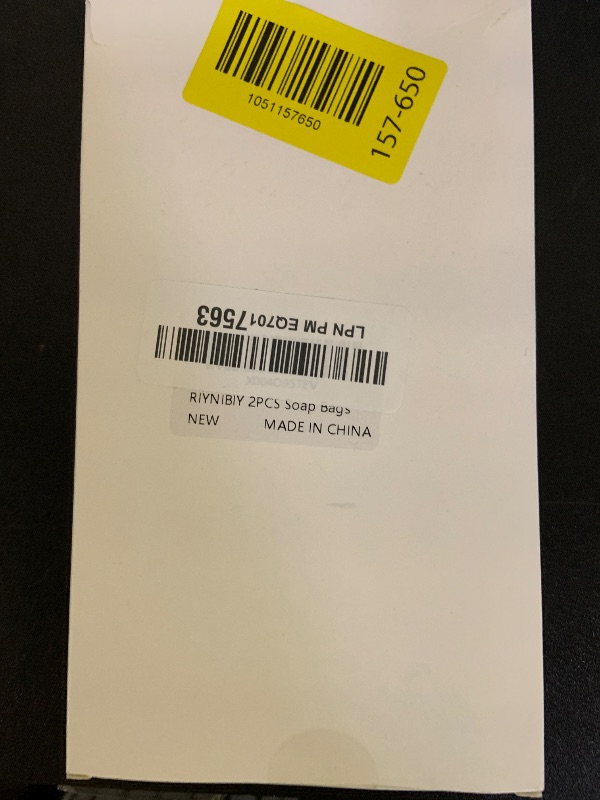 1051157650
157-650
LPN PM EQ7017563
RIYNIBIY 2PCS Soap Bags
NEW MADE IN CHINA